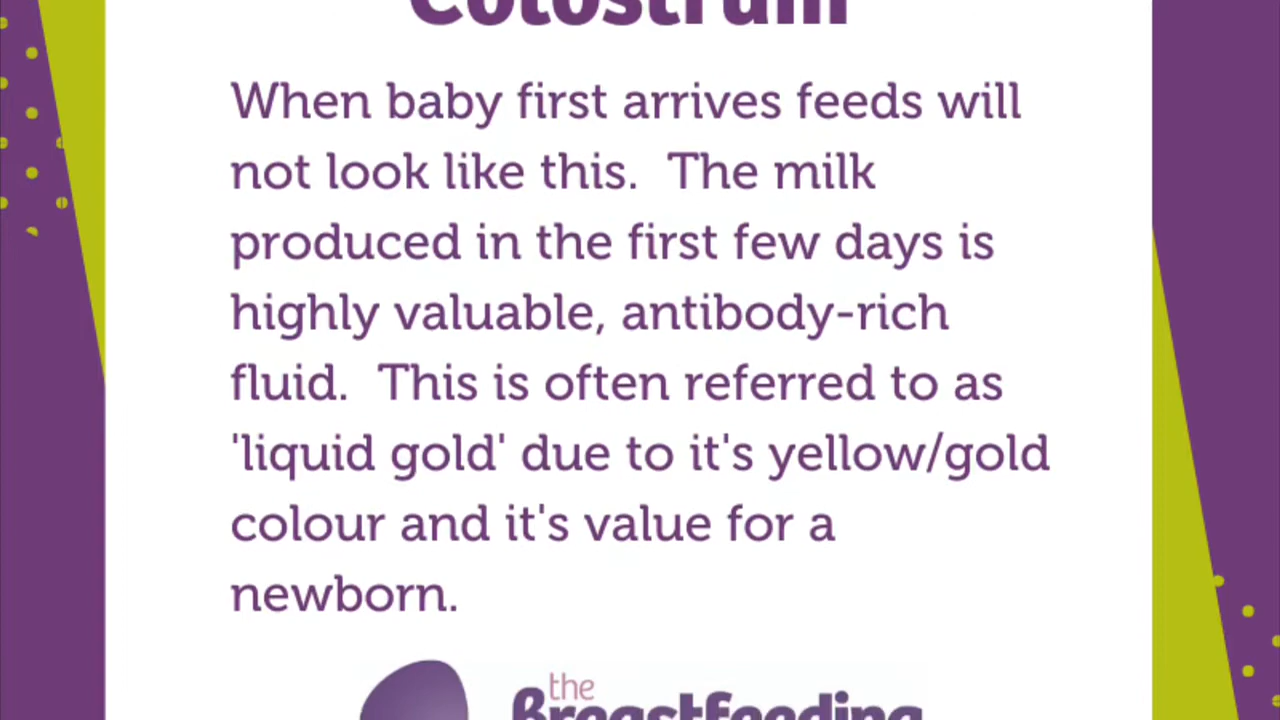 Colostrum
When baby first arrives feeds will
not look like this.  The milk
produced in the first few days is
highly valuable, antibody-rich
fluid.  This is often referred to as
'liquid gold' due to it's yellow/gold
colour and it's value for a
newborn.
the
Breastfeeding